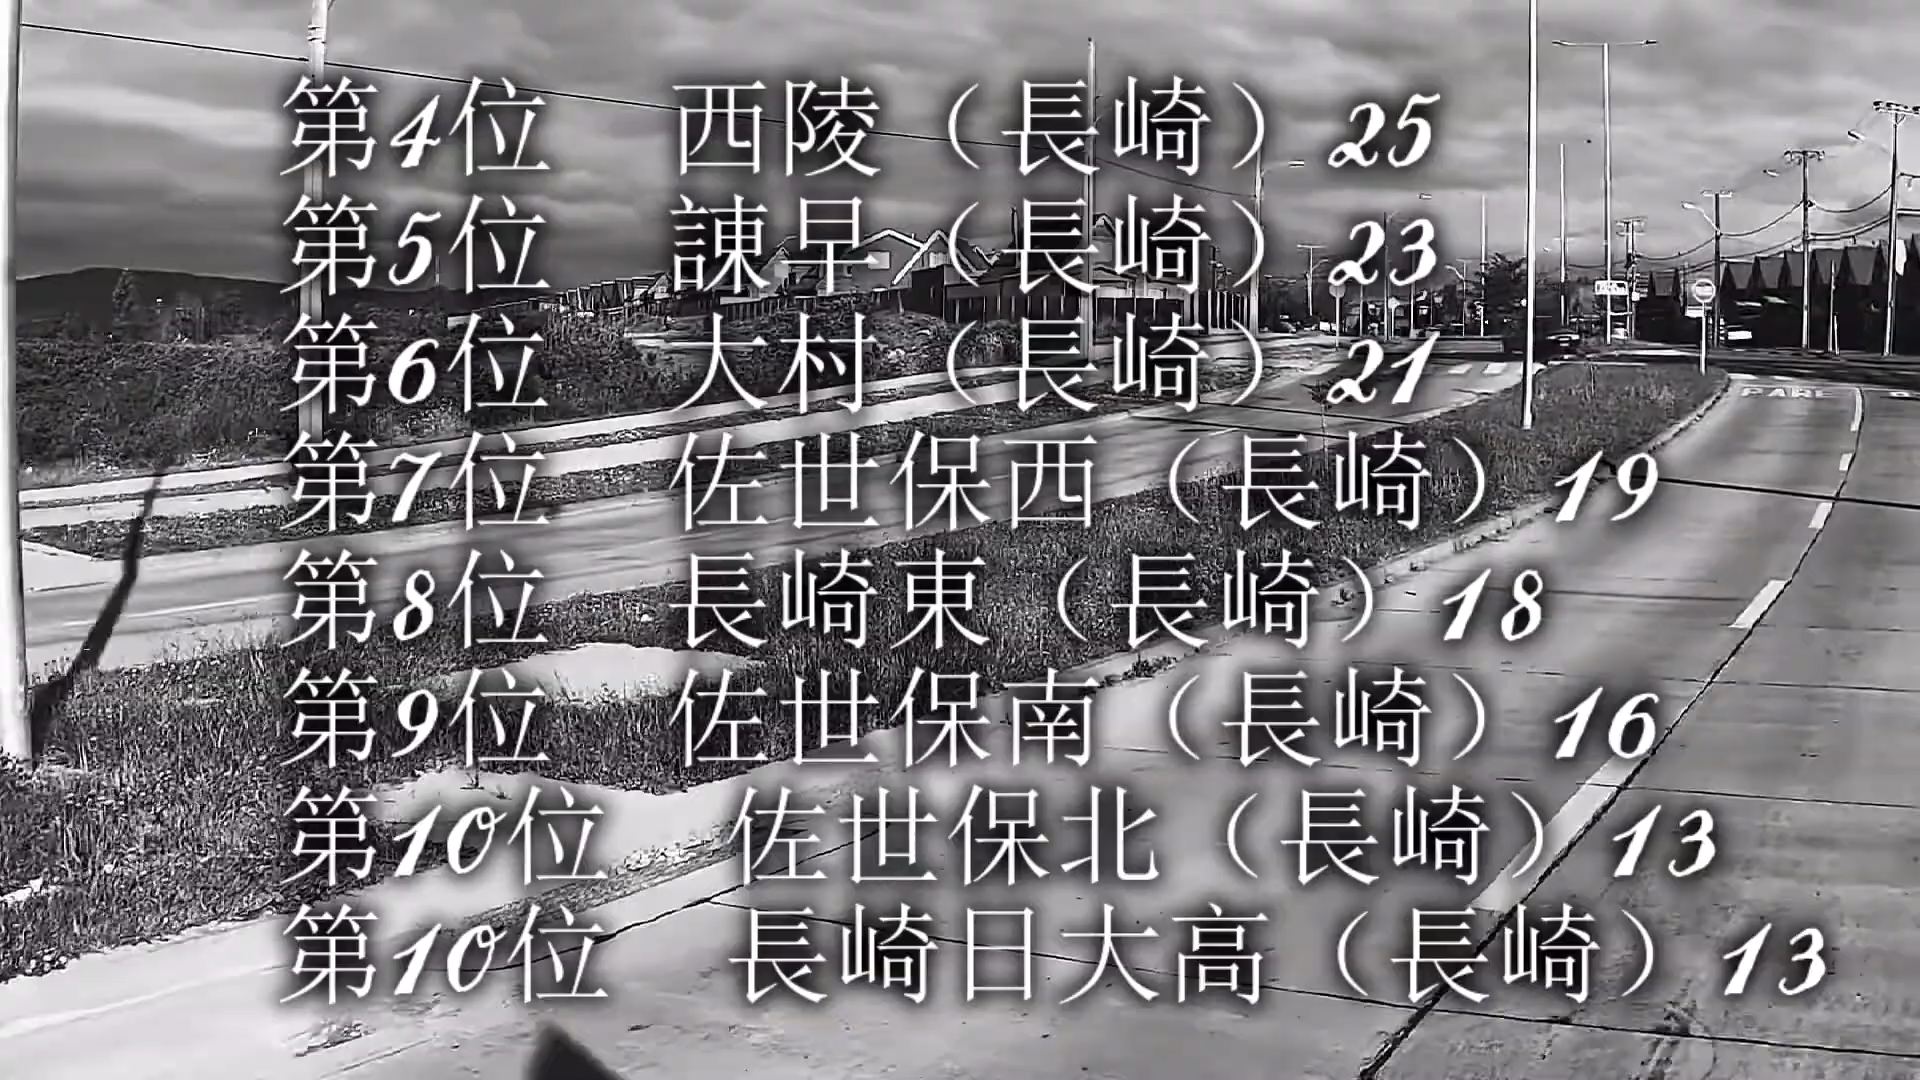 第4位　西陵（長崎）25
第5位　諫早（長崎）23
第6位　大村（長崎）21
第7位　佐世保西（長崎）19
第8位　長崎東（長崎）18
第9位　佐世保南（長崎）16
第10位　佐世保北（長崎）13
第10位　長崎日大高（長崎）13
PARE